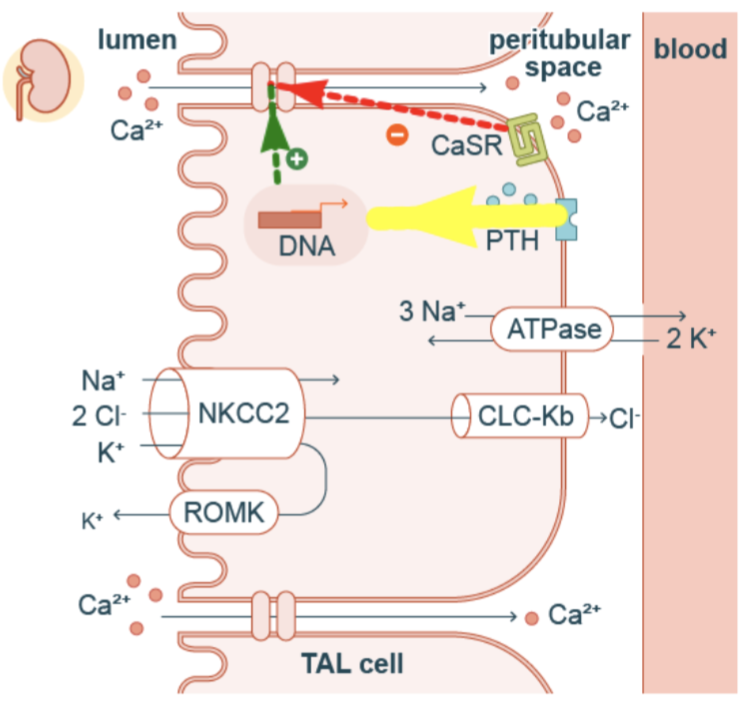 lumen
peritubular
space
blood
Ca²⁺
Ca²⁺
CaSR
DNA
PTH
3 Na⁺
ATPase
2 K⁺
Na⁺
2 Cl⁻
K⁺
NKCC2
CLC-Kb
Cl⁻
K⁺
ROMK
Ca²⁺
Ca²⁺
TAL cell